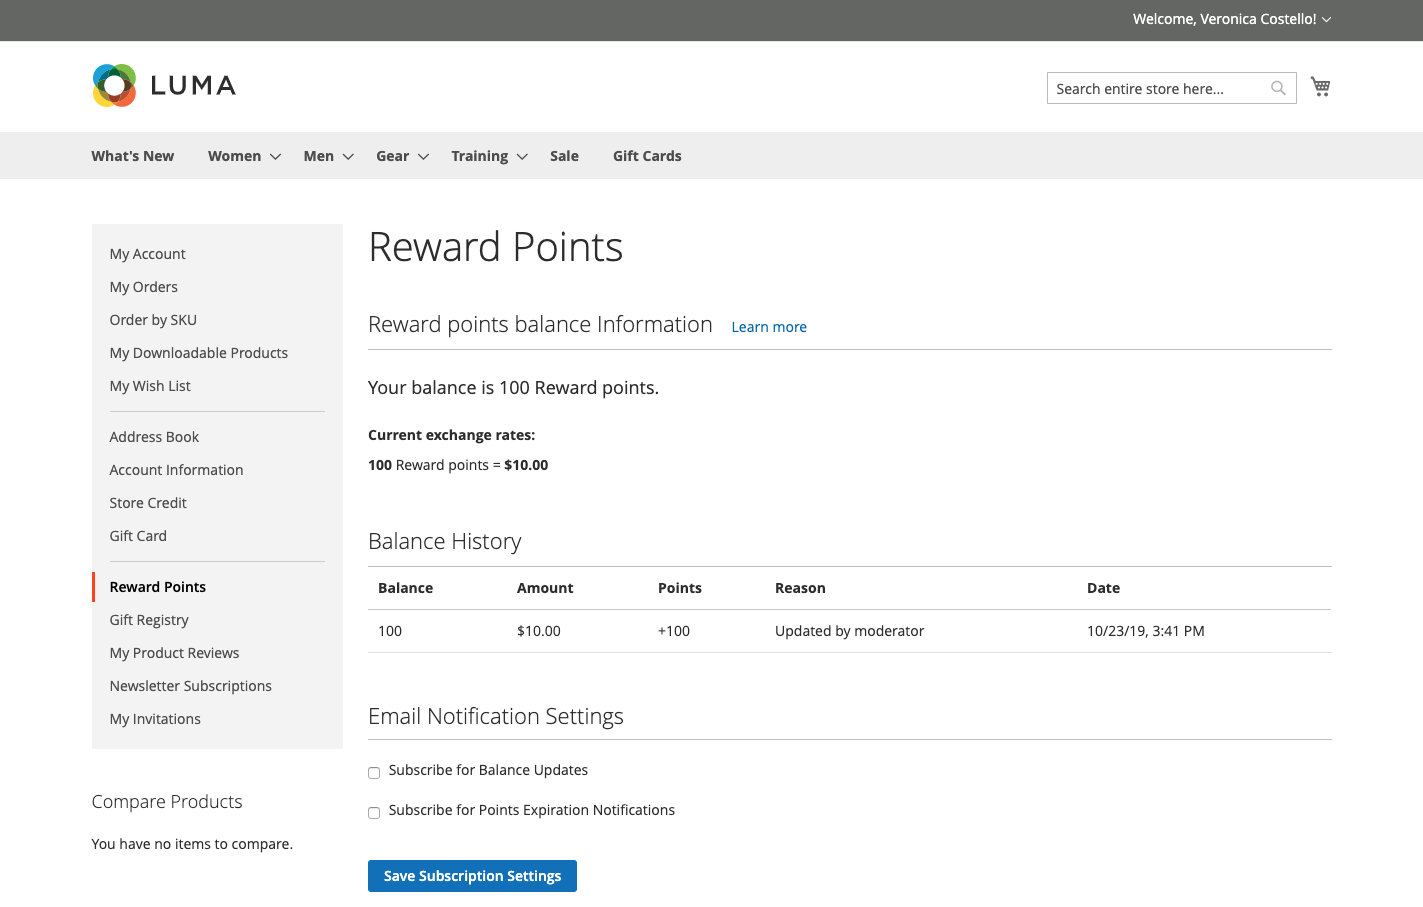 Welcome, Veronica Costello!
LUMA
Search entire store here...
What's New Women Men Gear Training Sale Gift Cards
My Account
My Orders
Order by SKU
My Downloadable Products
My Wish List
Address Book
Account Information
Store Credit
Gift Card
Reward Points
Gift Registry
My Product Reviews
Newsletter Subscriptions
My Invitations
Compare Products
You have no items to compare.
Reward Points
Reward points balance Information Learn more
Your balance is 100 Reward points.
Current exchange rates:
100 Reward points = $10.00
Balance History
Balance Amount Points Reason Date
100 $10.00 +100 Updated by moderator 10/23/19, 3:41 PM
Email Notification Settings
Subscribe for Balance Updates
Subscribe for Points Expiration Notifications
Save Subscription Settings